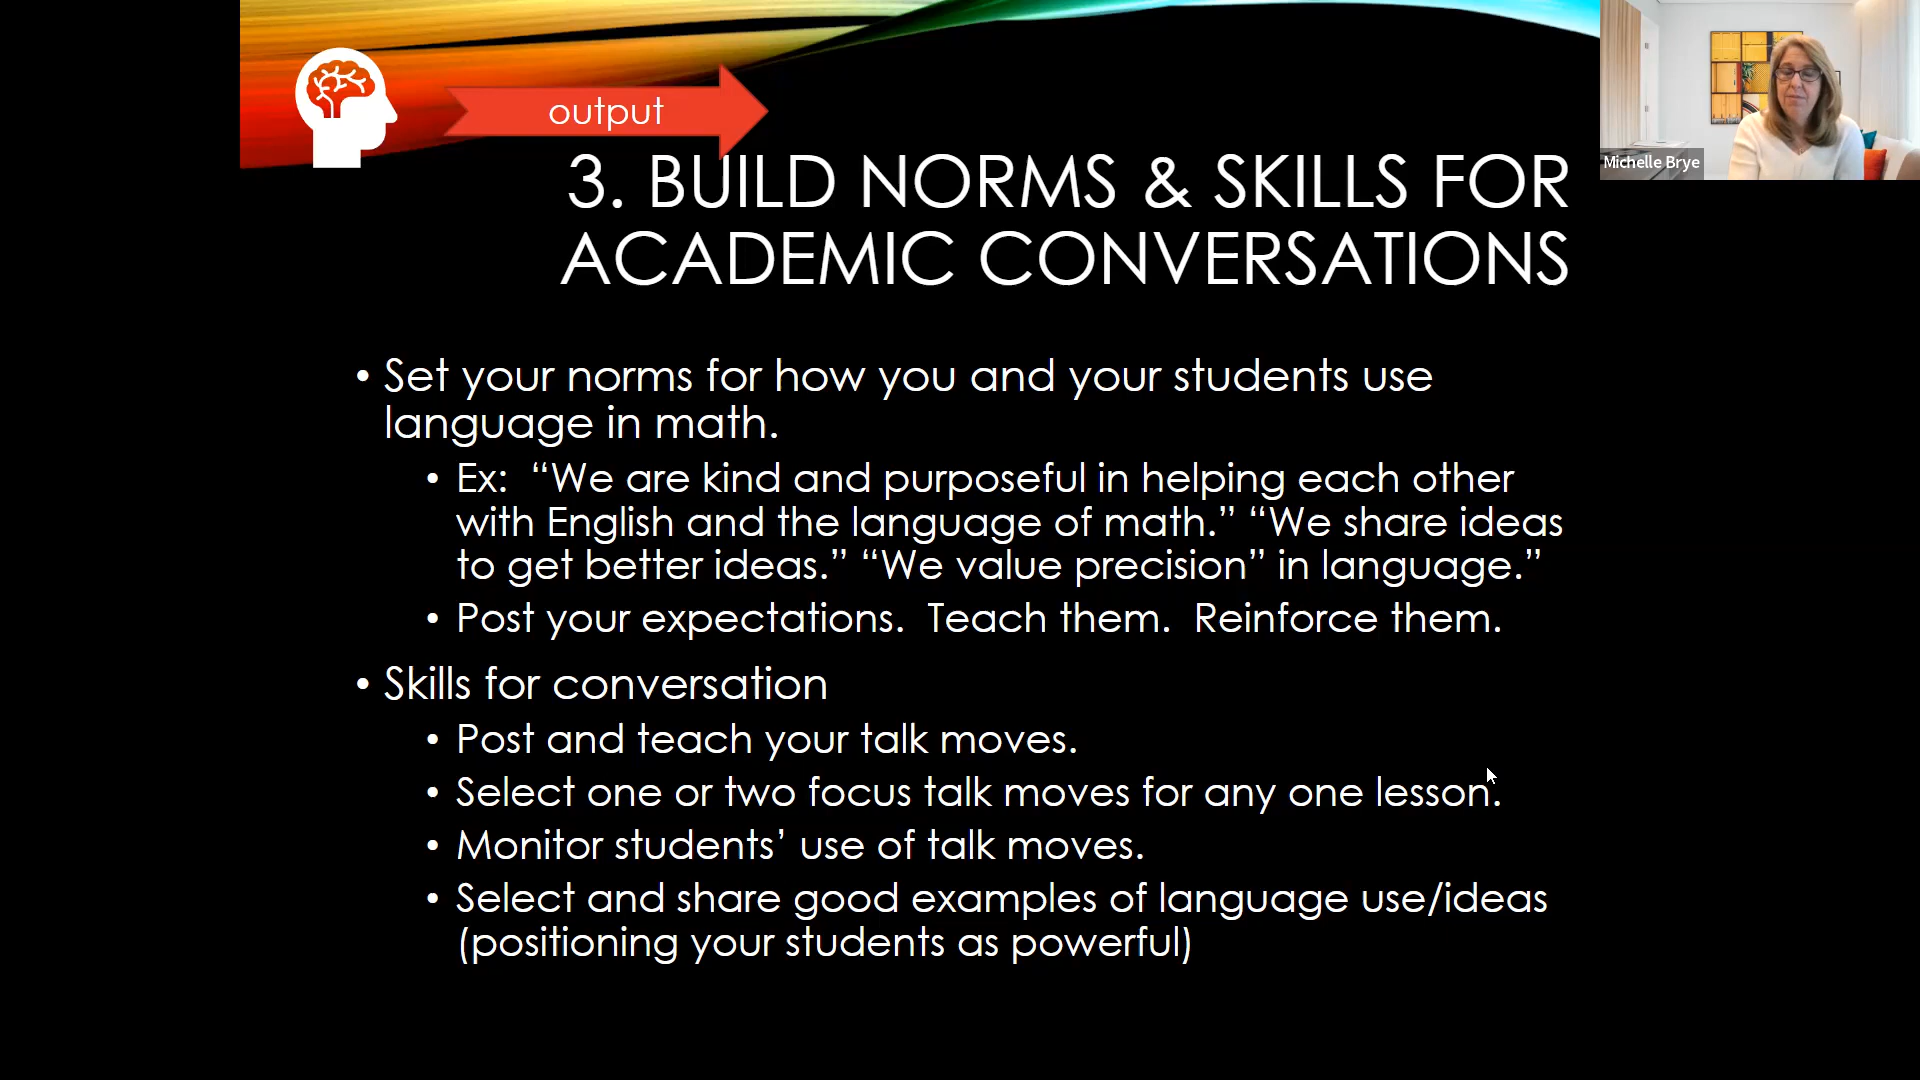 output
3. BUILD NORMS & SKILLS FOR
ACADEMIC CONVERSATIONS
Michelle Brye
• Set your norms for how you and your students use
language in math.
• Ex:  “We are kind and purposeful in helping each other
with English and the language of math.” “We share ideas
to get better ideas.” “We value precision” in language.”
• Post your expectations.  Teach them.  Reinforce them.
• Skills for conversation
• Post and teach your talk moves.
• Select one or two focus talk moves for any one lesson.
• Monitor students’ use of talk moves.
• Select and share good examples of language use/ideas
(positioning your students as powerful)